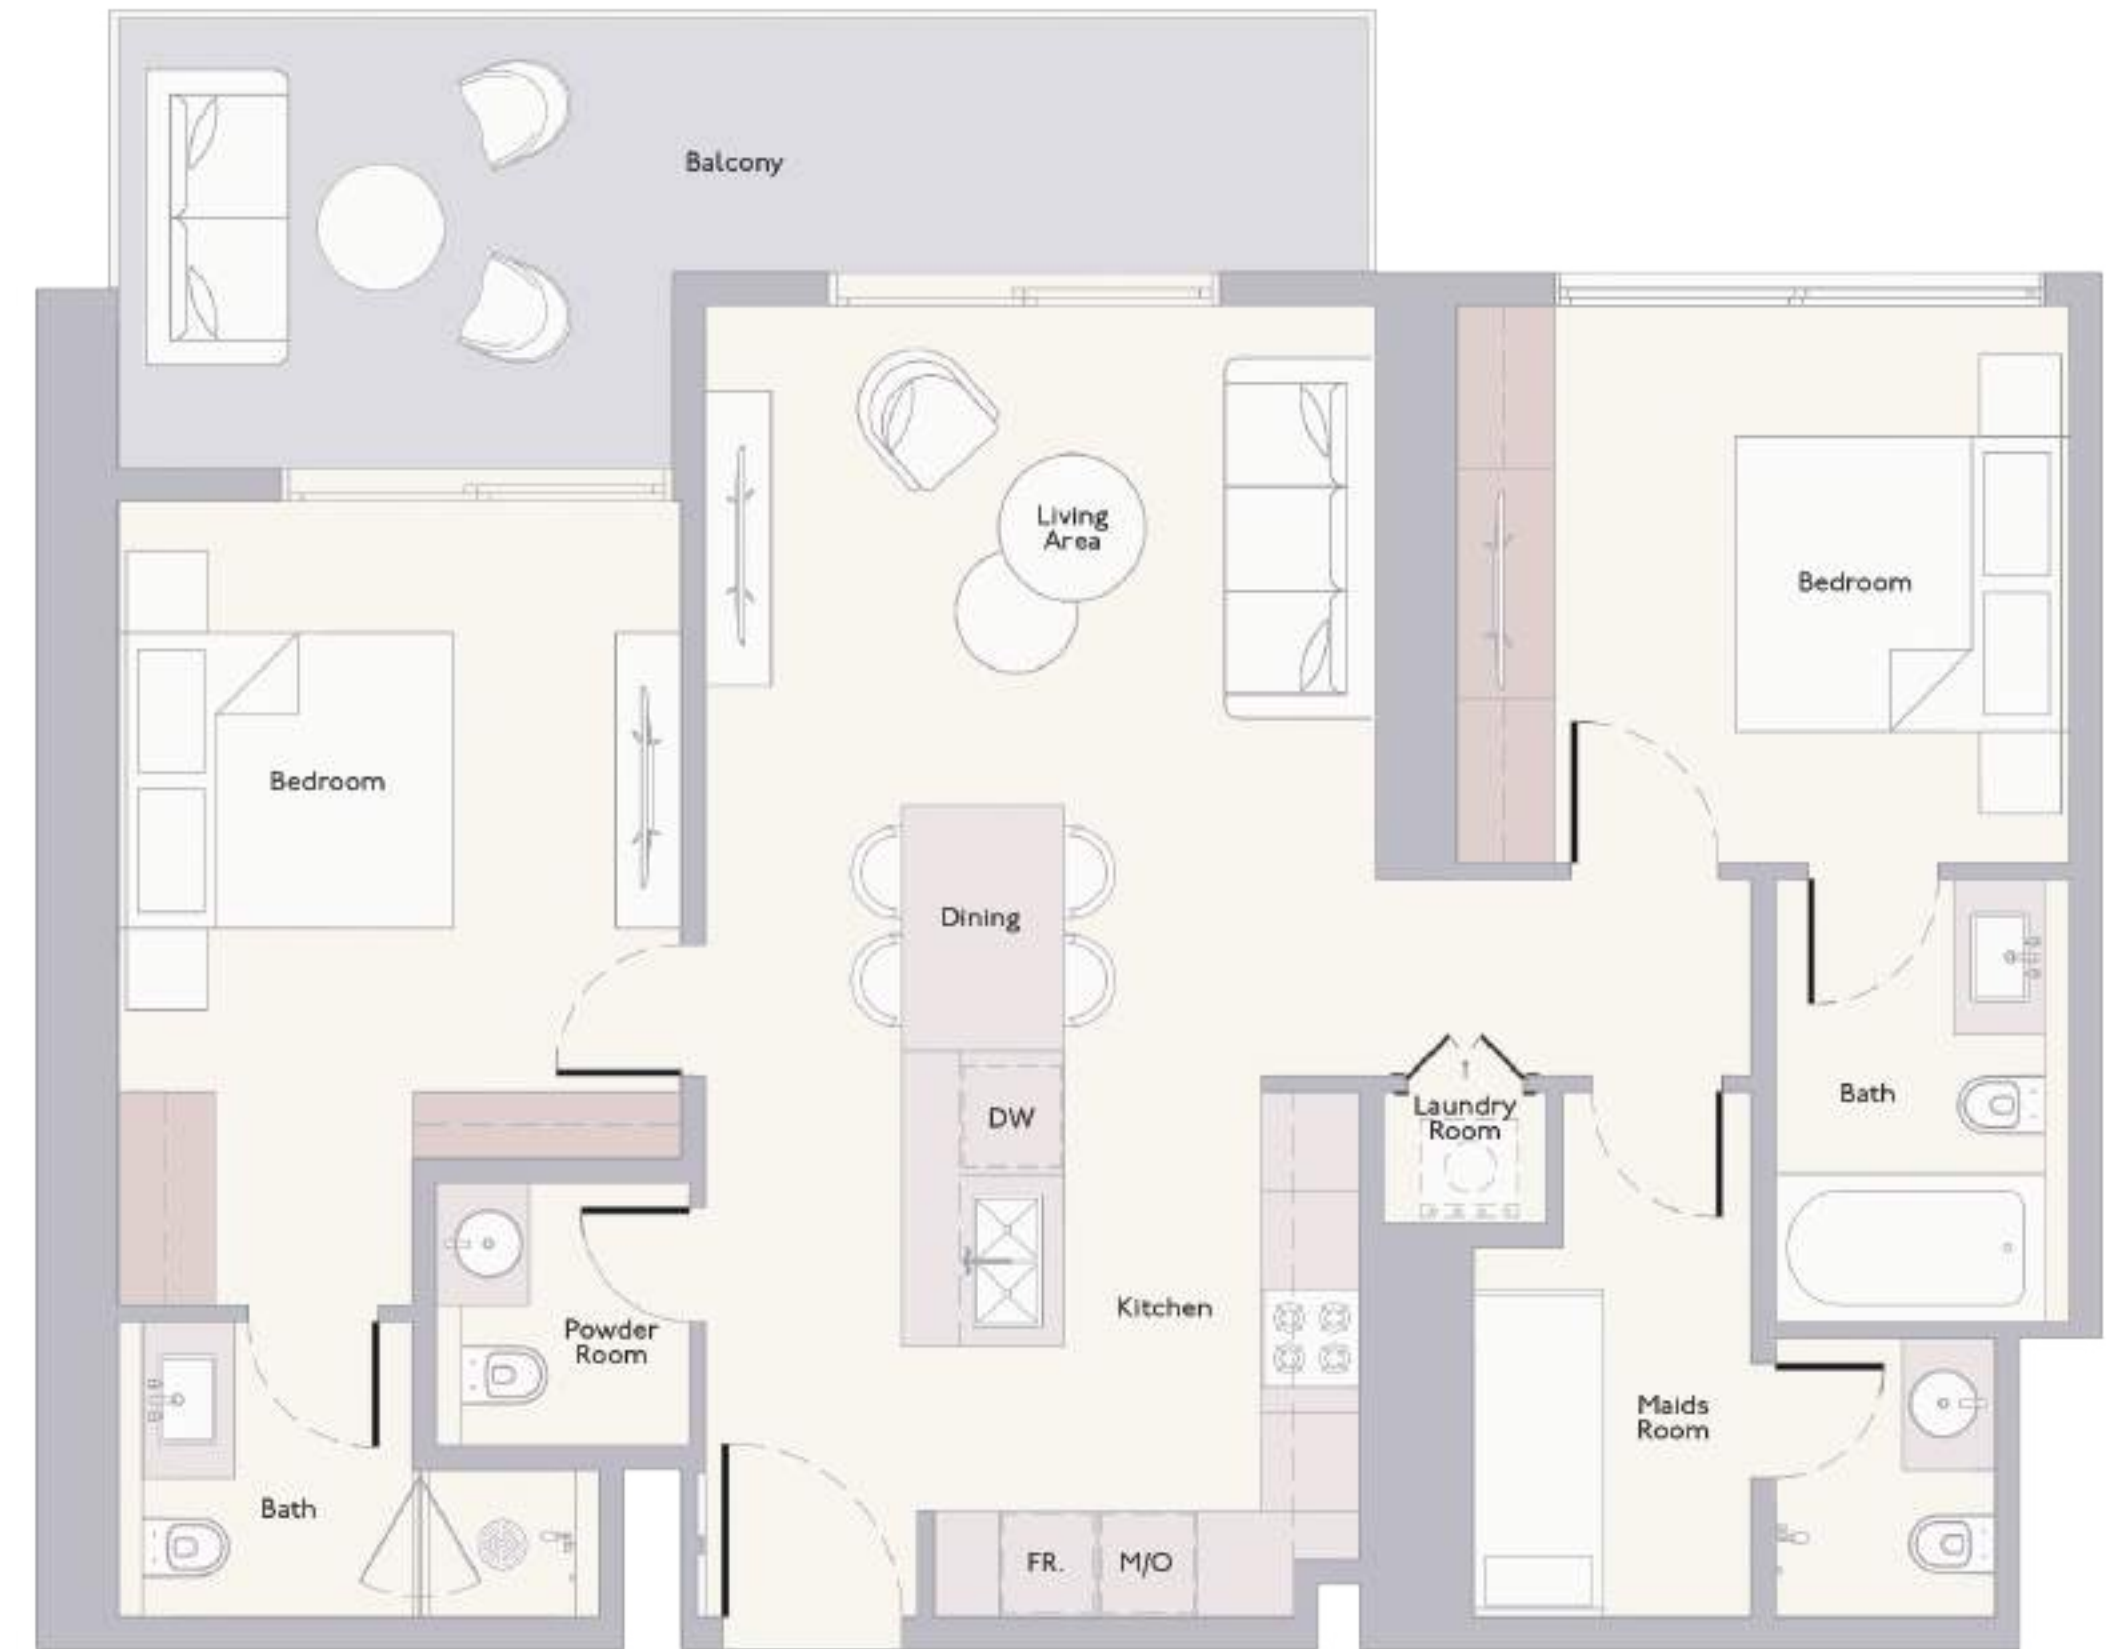 Balcony
Living
Area
Bedroom
Bedroom
Dining
Bath
Laundry
Room
DW
Kitchen
Powder
Room
Maids
Room
Bath
FR.
M/O